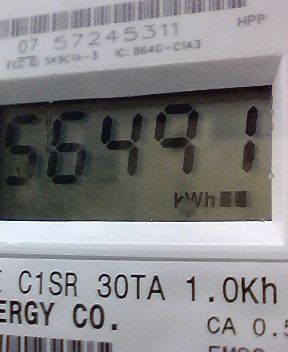 HPP
07 57245311
FCC ID: SK9C1A-3 IC: 864G-C1A3
56491
kWh
C1SR 30TA 1.0Kh
ERGY CO.
CA 0.5